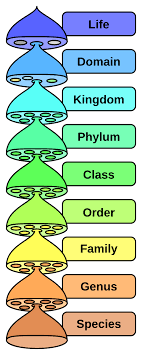 Life
Domain
Kingdom
Phylum
Class
Order
Family
Genus
Species